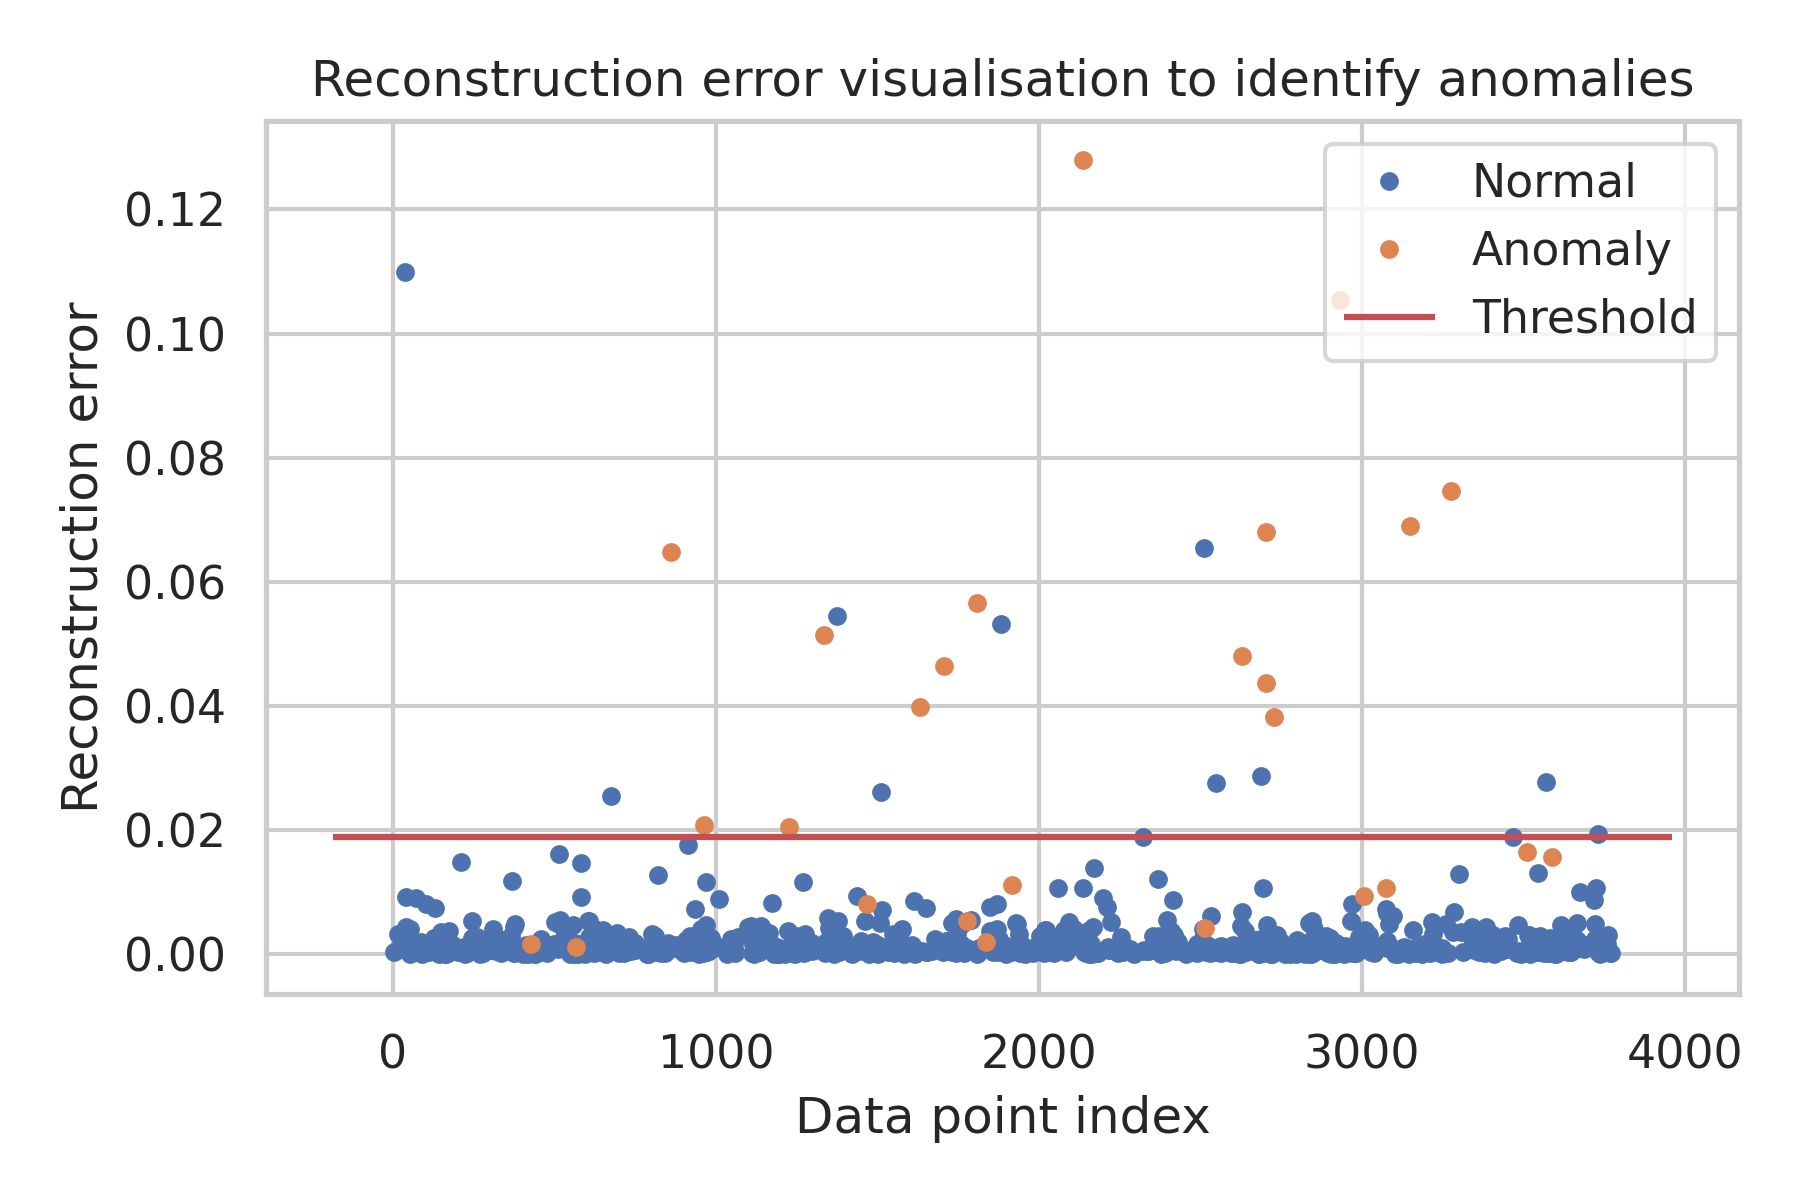 Reconstruction error visualisation to identify anomalies
Normal
Anomaly
Threshold
0.12
0.10
0.08
0.06
0.04
0.02
0.00
Reconstruction error
0 1000 2000 3000 4000
Data point index